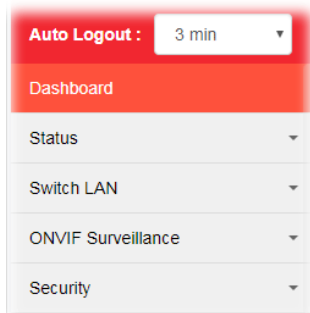 Auto Logout : 3 min
Dashboard
Status
Switch LAN
ONVIF Surveillance
Security